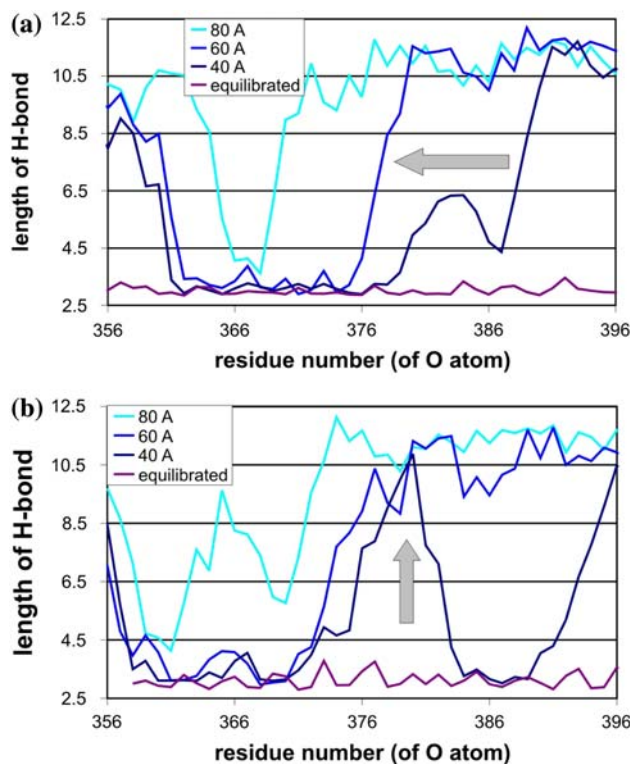 (a)
length of H-bond
12.5
10.5
8.5
6.5
4.5
2.5
80 A
60 A
40 A
equilibrated
356 366 376 386 396
residue number (of O atom)
(b)
length of H-bond
12.5
10.5
8.5
6.5
4.5
2.5
80 A
60 A
40 A
equilibrated
356 366 376 386 396
residue number (of O atom)